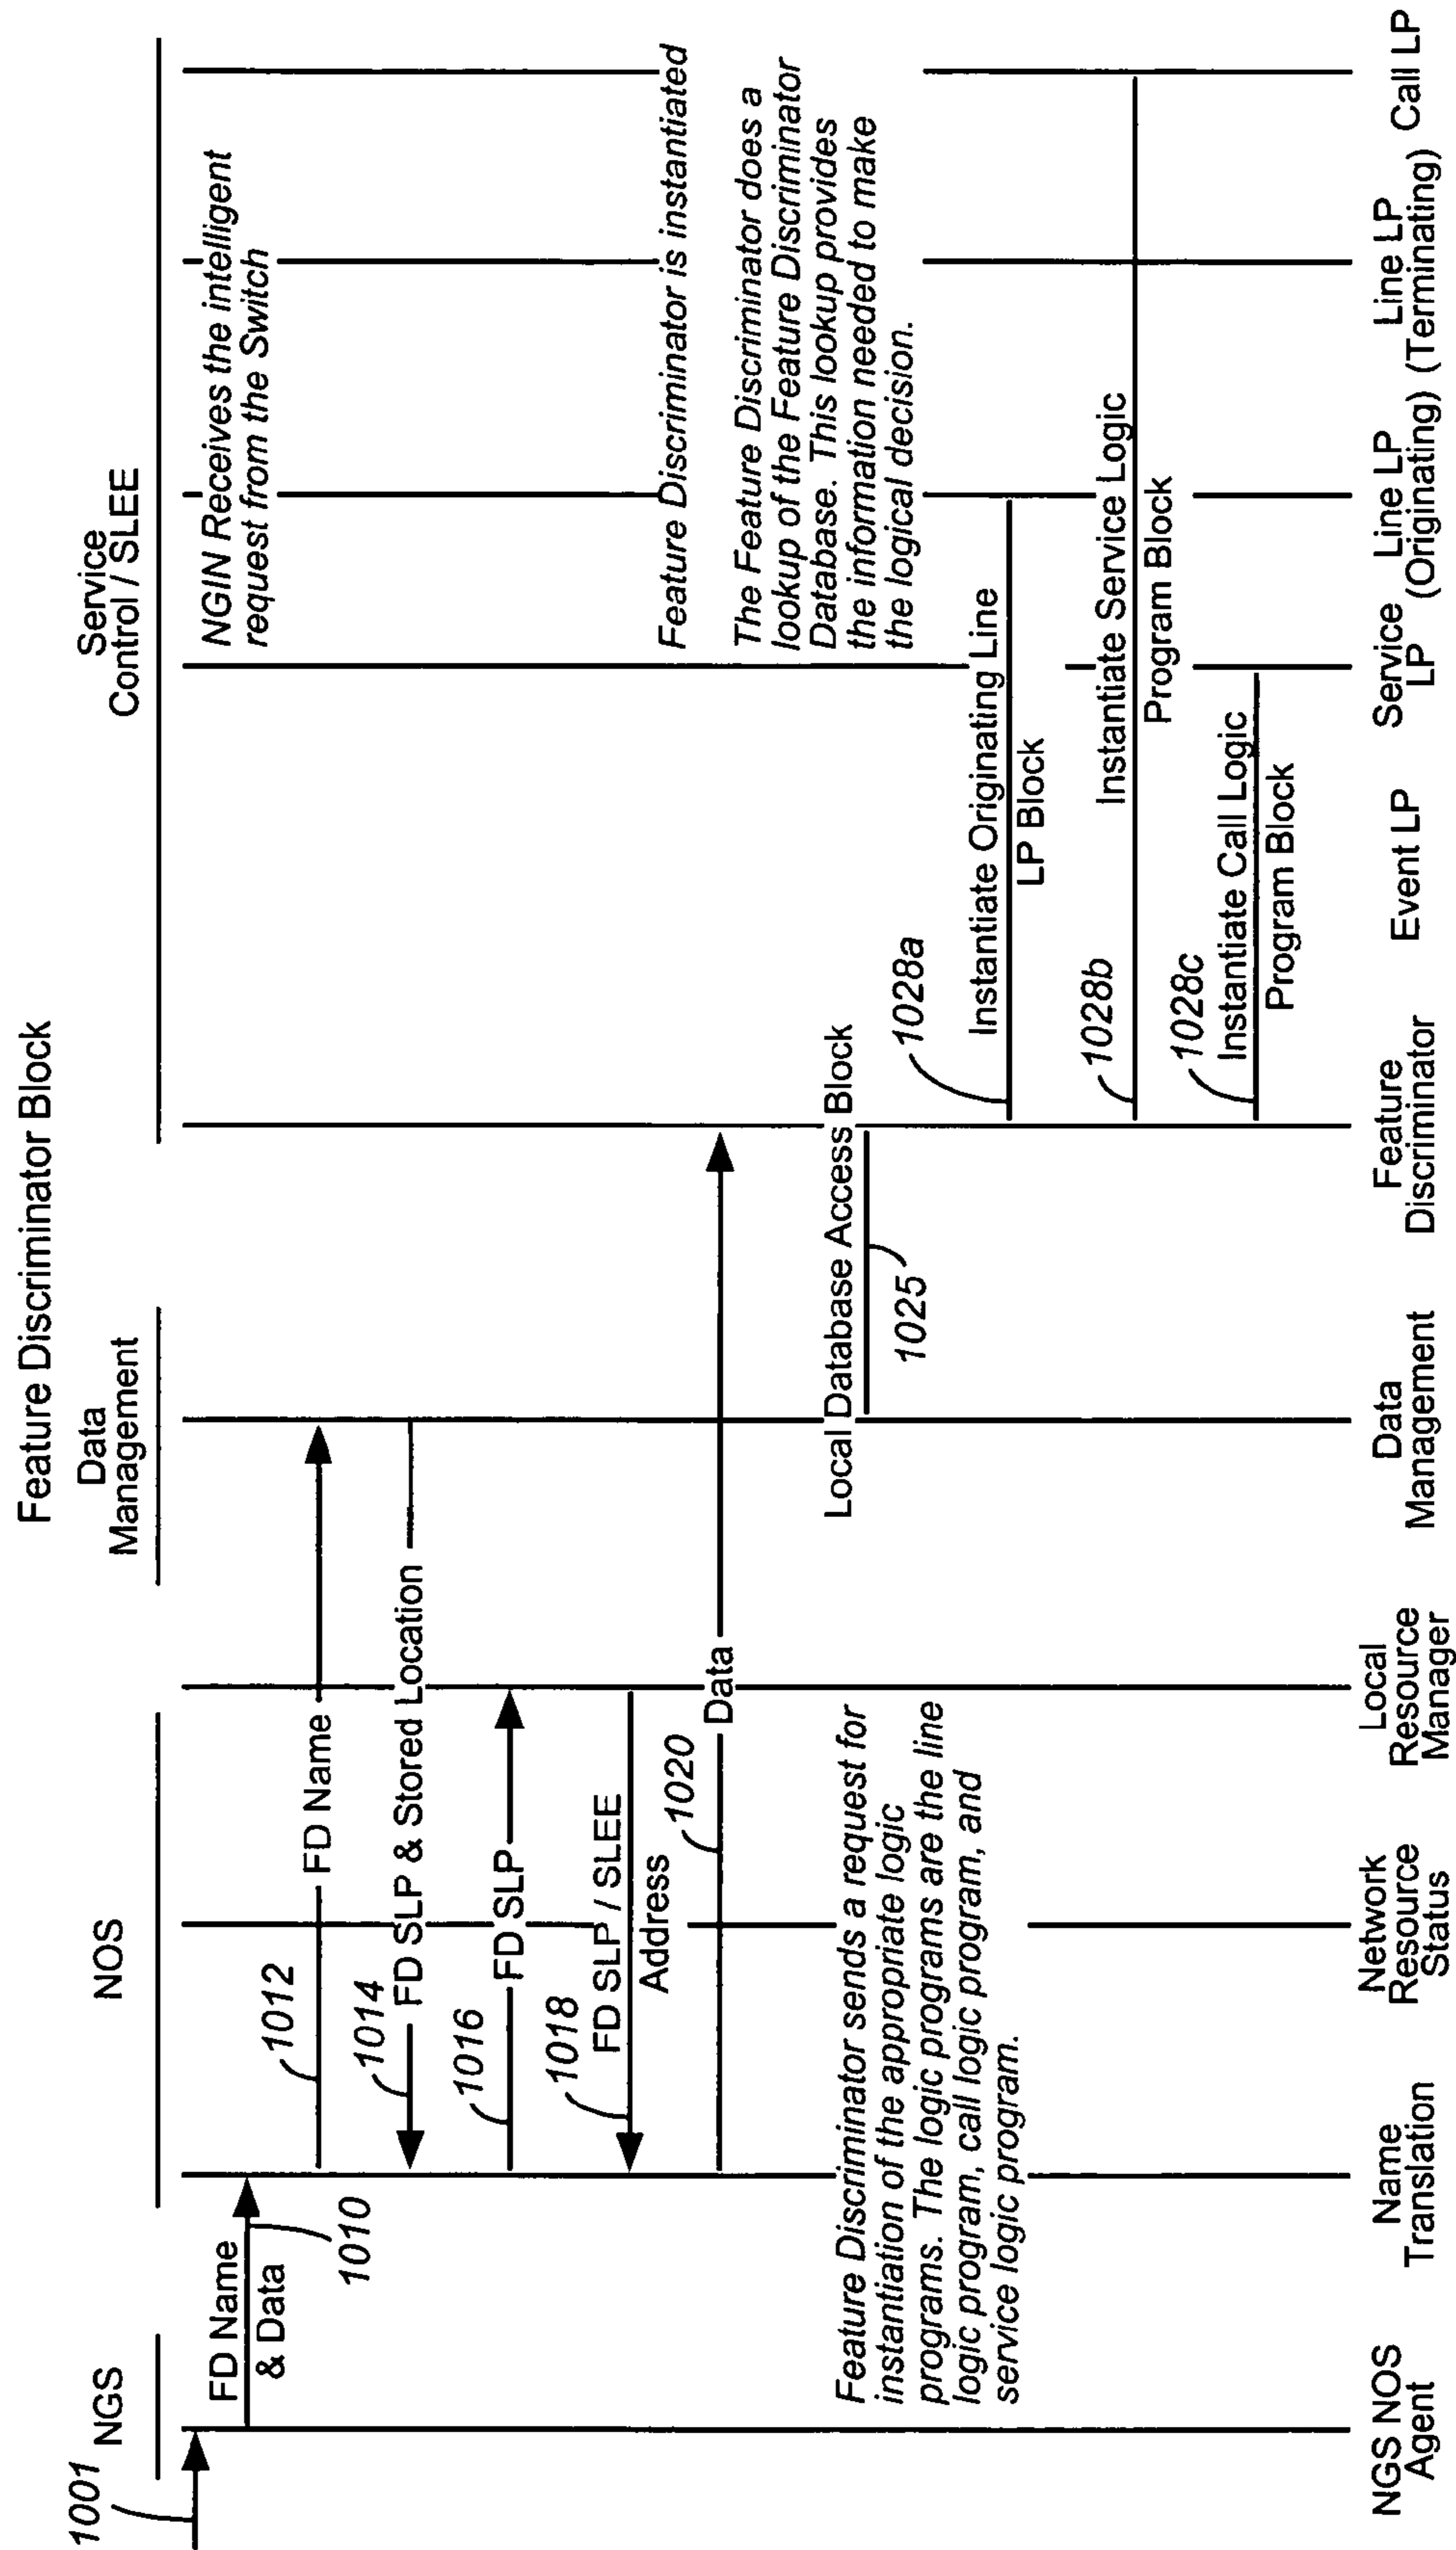 Feature Discriminator Block
NGS
NOS
Data
Management
Service
Control / SLEE
1001
FD Name
& Data
1010
NGIN Receives the intelligent
request from the Switch
1012
FD Name
1014
FD SLP & Stored Location
1016
FD SLP
1018
FD SLP / SLEE
Address
Feature Discriminator is instantiated
1020
Data
The Feature Discriminator does a
lookup of the Feature Discriminator
Database. This lookup provides
the information needed to make
the logical decision.
Local Database Access Block
1025
Feature Discriminator sends a request for
instantiation of the appropriate logic
programs. The logic programs are the line
logic program, call logic program, and
service logic program.
1028a
Instantiate Originating Line
LP Block
1028b
Instantiate Service Logic
Program Block
1028c
Instantiate Call Logic
Program Block
NGS NOS
Agent
Name
Translation
Network
Resource
Status
Local
Resource
Manager
Data
Management
Feature
Discriminator
Event LP
Service
LP
Line LP
(Originating)
Line LP
(Terminating)
Call LP